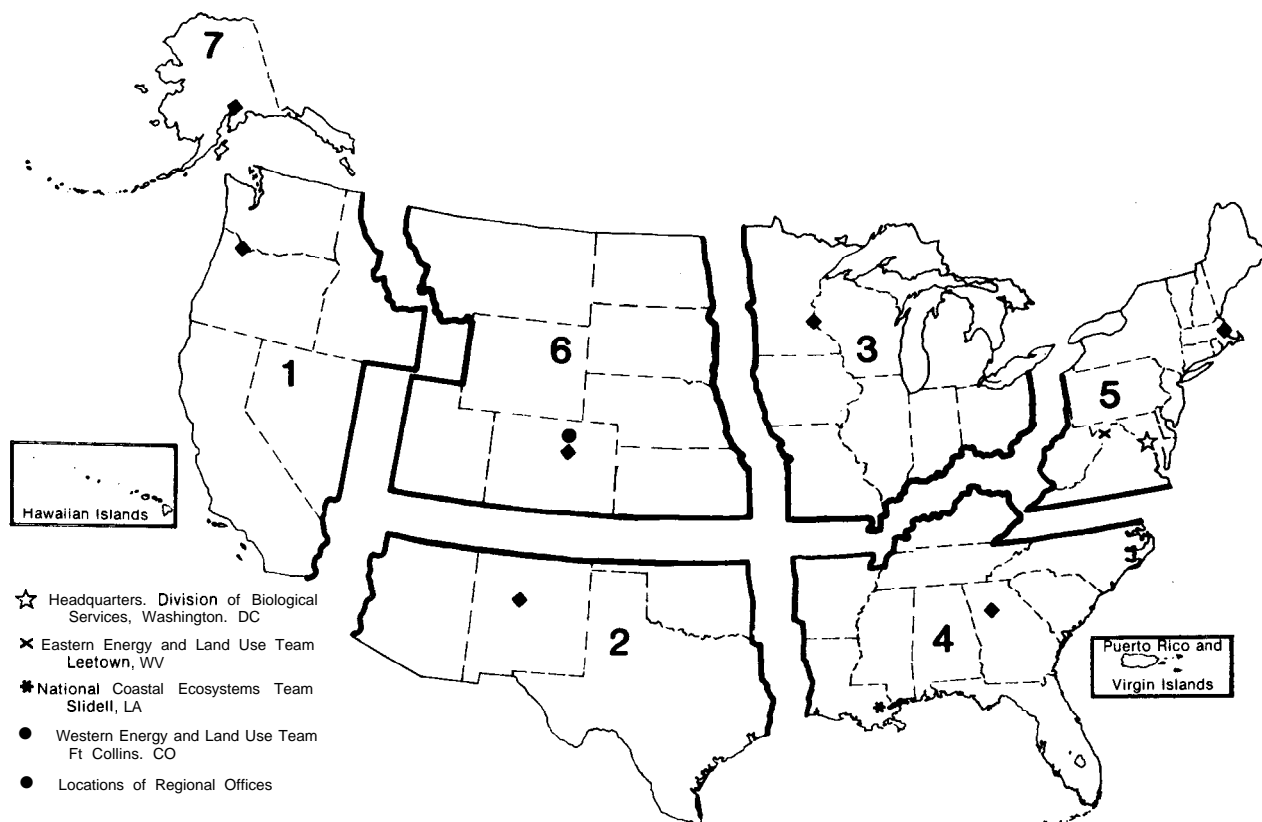 7
1
6
3
5
2
4
Hawaiian Islands
Puerto Rico and
Virgin Islands
Headquarters. Division of Biological
Services, Washington. DC
Eastern Energy and Land Use Team
Leetown, WV
National Coastal Ecosystems Team
Slidell, LA
Western Energy and Land Use Team
Ft Collins. CO
Locations of Regional Offices